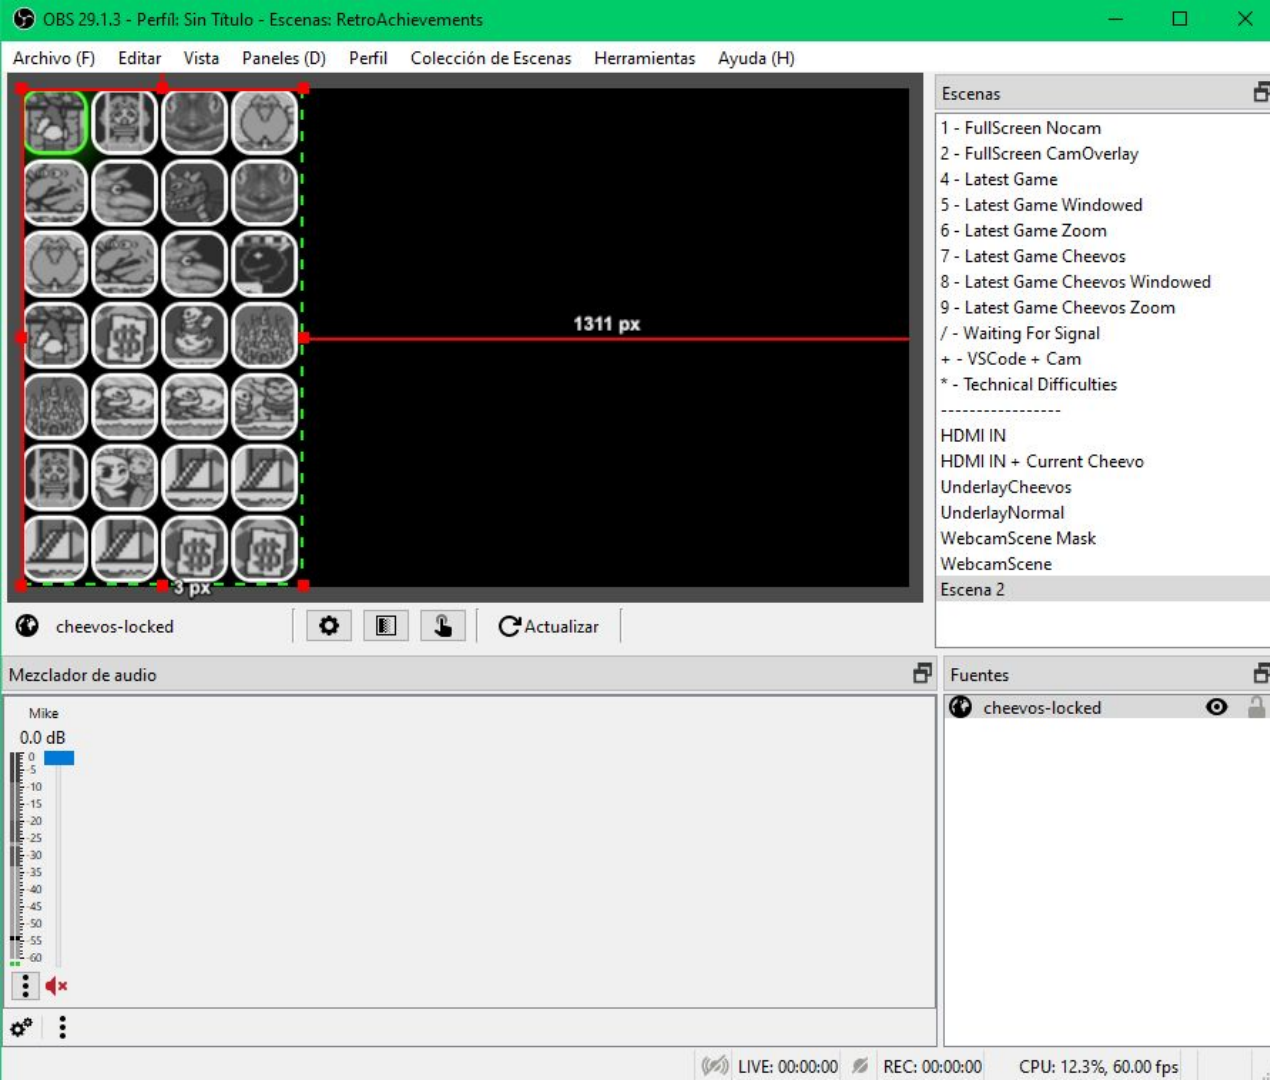 OBS 29.1.3 - Perfil: Sin Título - Escenas: RetroAchievements
Archivo (F) Editar Vista Paneles (D) Perfil Colección de Escenas Herramientas Ayuda (H)
1311 px
3 px
cheevos-locked
Actualizar
Escenas
1 - FullScreen Nocam
2 - FullScreen CamOverlay
4 - Latest Game
5 - Latest Game Windowed
6 - Latest Game Zoom
7 - Latest Game Cheevos
8 - Latest Game Cheevos Windowed
9 - Latest Game Cheevos Zoom
/ - Waiting For Signal
+ - VSCode + Cam
* - Technical Difficulties
-----------------
HDMI IN
HDMI IN + Current Cheevo
UnderlayCheevos
UnderlayNormal
WebcamScene Mask
WebcamScene
Escena 2
Mezclador de audio
Mike
0.0 dB
0
-5
-10
-15
-20
-25
-30
-35
-40
-45
-50
-55
-60
Fuentes
cheevos-locked
LIVE: 00:00:00 REC: 00:00:00 CPU: 12.3%, 60.00 fps